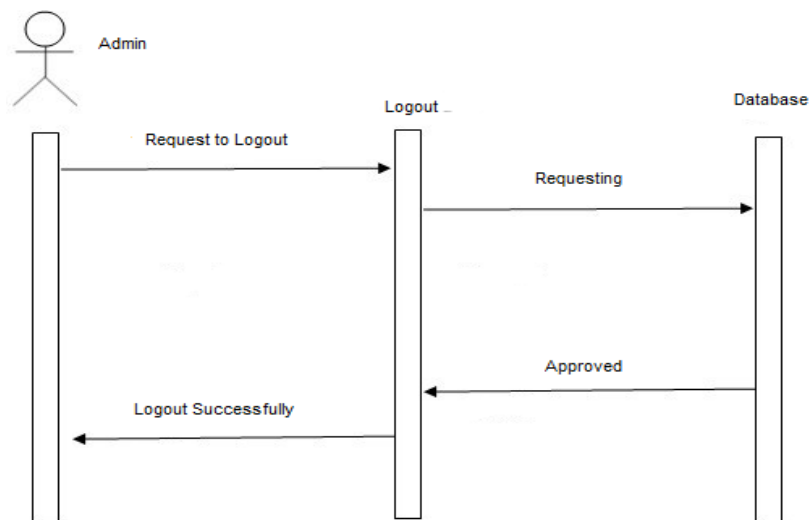 Admin
Logout
Database
Request to Logout
Requesting
Approved
Logout Successfully